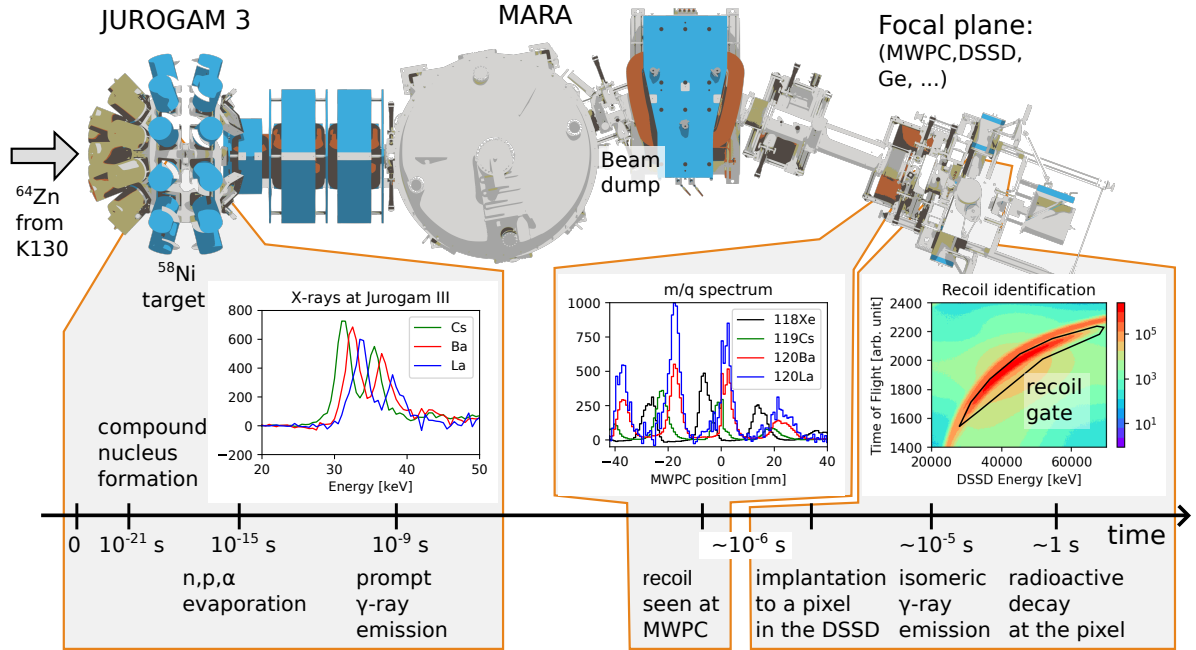 JUROGAM 3
MARA
Focal plane:
(MWPC,DSSD,
Ge, ...)
⁶⁴Zn
from
K130
Beam
dump
⁵⁸Ni
target
X-rays at Jurogam III
800
600
400
200
0
−200
Cs
Ba
La
20
30
40
50
Energy [keV]
m/q spectrum
1000
750
500
250
0
118Xe
119Cs
120Ba
120La
−40
−20
0
20
40
MWPC position [mm]
Recoil identification
Time of Flight [arb. unit]
2400
2200
2000
1800
1600
1400
recoil
gate
20000
40000
60000
DSSD Energy [keV]
10⁵
10³
10¹
compound
nucleus
formation
0
10⁻²¹ s
10⁻¹⁵ s
10⁻⁹ s
~10⁻⁶ s
~10⁻⁵ s
~1 s
time
n,p,α
evaporation
prompt
γ-ray
emission
recoil
seen at
MWPC
implantation
to a pixel
in the DSSD
isomeric
γ-ray
emission
radioactive
decay
at the pixel